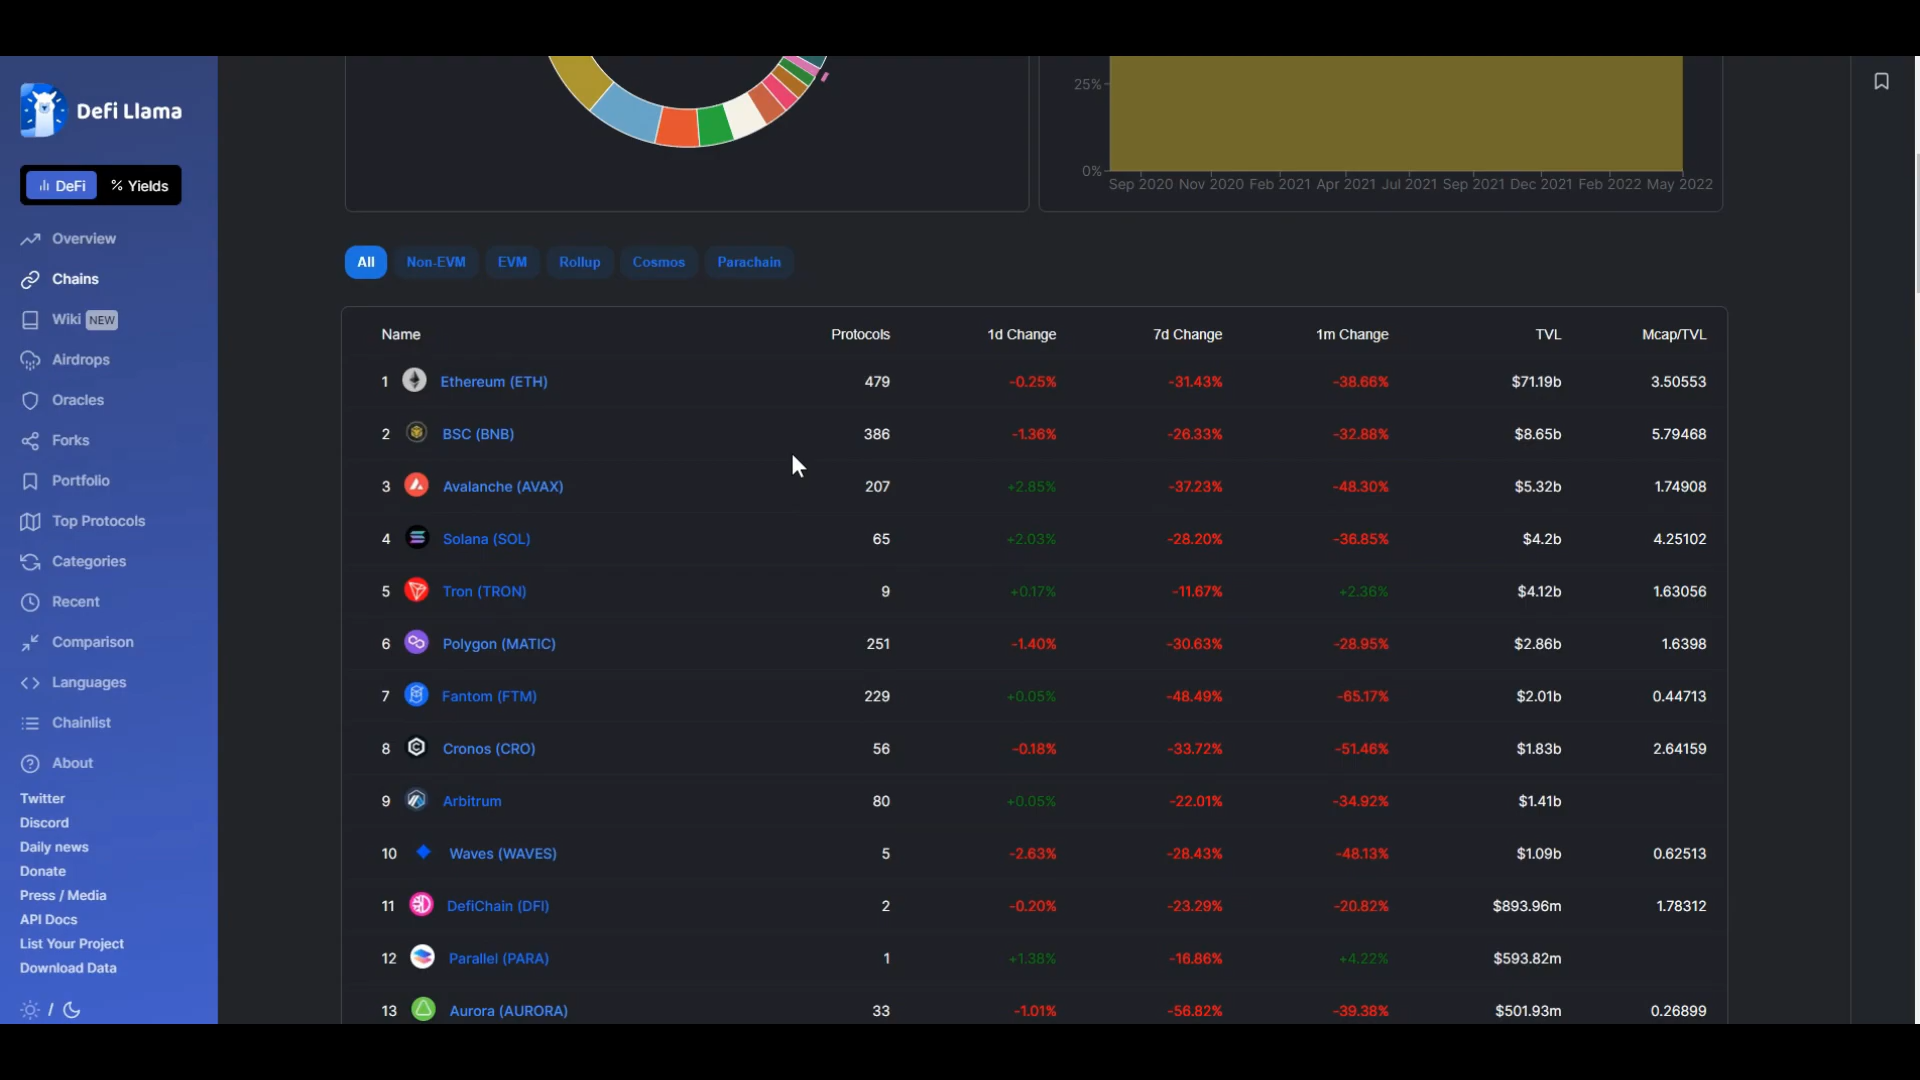 Defi Llama
DeFi
% Yields
Overview
Chains
Wiki NEW
Airdrops
Oracles
Forks
Portfolio
Top Protocols
Categories
Recent
Comparison
Languages
Chainlist
About
Twitter
Discord
Daily news
Donate
Press / Media
API Docs
List Your Project
Download Data
/
25%
0%
Sep 2020 Nov 2020 Feb 2021 Apr 2021 Jul 2021 Sep 2021 Dec 2021 Feb 2022 May 2022
All Non-EVM EVM Rollup Cosmos Parachain
Name Protocols 1d Change 7d Change 1m Change TVL Mcap/TVL
1 Ethereum (ETH) 479 -0.25% -31.43% -38.66% $71.19b 3.50553
2 BSC (BNB) 386 -1.36% -26.33% -32.88% $8.65b 5.79468
3 Avalanche (AVAX) 207 +2.85% -37.23% -48.30% $5.32b 1.74908
4 Solana (SOL) 65 +2.03% -28.20% -36.85% $4.2b 4.25102
5 Tron (TRON) 9 +0.17% -11.67% +2.36% $4.12b 1.63056
6 Polygon (MATIC) 251 -1.40% -30.63% -28.95% $2.86b 1.6398
7 Fantom (FTM) 229 +0.05% -48.49% -65.17% $2.01b 0.44713
8 Cronos (CRO) 56 -0.18% -33.72% -51.46% $1.83b 2.64159
9 Arbitrum 80 +0.05% -22.01% -34.92% $1.41b
10 Waves (WAVES) 5 -2.63% -28.43% -48.13% $1.09b 0.62513
11 DefiChain (DFI) 2 -0.20% -23.29% -20.82% $893.96m 1.78312
12 Parallel (PARA) 1 +1.38% -16.86% +4.22% $593.82m
13 Aurora (AURORA) 33 -1.01% -56.82% -39.38% $501.93m 0.26899